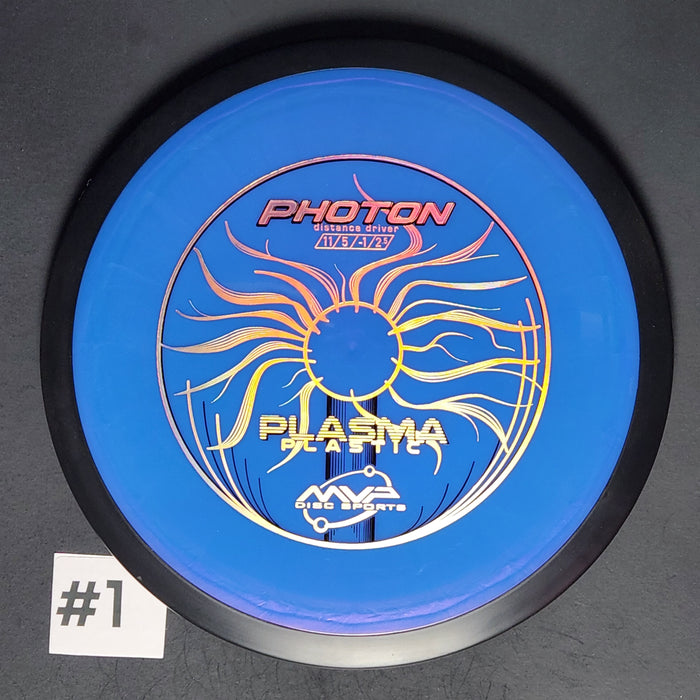 PHOTON
distance driver
11/5/-1/2.5
PLASMA
PLASTIC
MVP
DISC SPORTS
#1